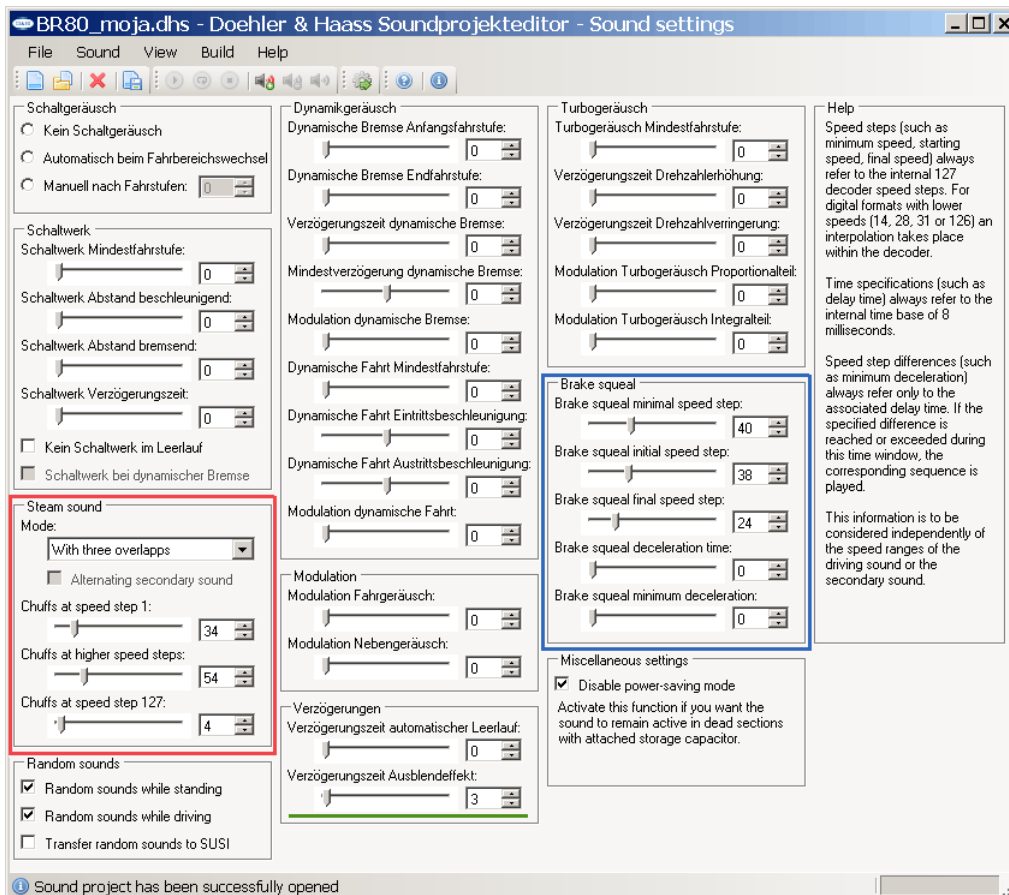 BR80_moja.dhs - Doehler & Haass Soundprojekteditor - Sound settings
File Sound View Build Help
Schaltgeräusch
Kein Schaltgeräusch
Automatisch beim Fahrbereichswechsel
Manuell nach Fahrstufen: 0
Schaltwerk
Schaltwerk Mindestfahrstufe:
0
Schaltwerk Abstand beschleunigend:
0
Schaltwerk Abstand bremsend:
0
Schaltwerk Verzögerungszeit:
0
Kein Schaltwerk im Leerlauf
Schaltwerk bei dynamischer Bremse
Steam sound
Mode:
With three overlapps
Alternating secondary sound
Chuffs at speed step 1:
34
Chuffs at higher speed steps:
54
Chuffs at speed step 127:
4
Random sounds
Random sounds while standing
Random sounds while driving
Transfer random sounds to SUSI
Dynamikgeräusch
Dynamische Bremse Anfangsfahrstufe:
0
Dynamische Bremse Endfahrstufe:
0
Verzögerungszeit dynamische Bremse:
0
Mindestverzögerung dynamische Bremse:
0
Modulation dynamische Bremse:
0
Dynamische Fahrt Mindestfahrstufe:
0
Dynamische Fahrt Eintrittsbeschleunigung:
0
Dynamische Fahrt Austrittsbeschleunigung:
0
Modulation dynamische Fahrt:
0
Modulation
Modulation Fahrgeräusch:
0
Modulation Nebengeräusch:
0
Verzögerungen
Verzögerungszeit automatischer Leerlauf:
0
Verzögerungszeit Ausblendeffekt:
3
Turbogeräusch
Turbogeräusch Mindestfahrstufe:
0
Verzögerungszeit Drehzahlerhöhung:
0
Verzögerungszeit Drehzahlverringerung:
0
Modulation Turbogeräusch Proportionalteil:
0
Modulation Turbogeräusch Integralteil:
0
Brake squeal
Brake squeal minimal speed step:
40
Brake squeal initial speed step:
38
Brake squeal final speed step:
24
Brake squeal deceleration time:
0
Brake squeal minimum deceleration:
0
Miscellaneous settings
Disable power-saving mode
Activate this function if you want the
sound to remain active in dead sections
with attached storage capacitor.
Help
Speed steps (such as
minimum speed, starting
speed, final speed) always
refer to the internal 127
decoder speed steps. For
digital formats with lower
speeds (14, 28, 31 or 126) an
interpolation takes place
within the decoder.
Time specifications (such as
delay time) always refer to the
internal time base of 8
milliseconds.
Speed step differences (such
as minimum deceleration)
always refer only to the
associated delay time. If the
specified difference is
reached or exceeded during
this time window, the
corresponding sequence is
played.
This information is to be
considered independently of
the speed ranges of the
driving sound or the
secondary sound.
Sound project has been successfully opened